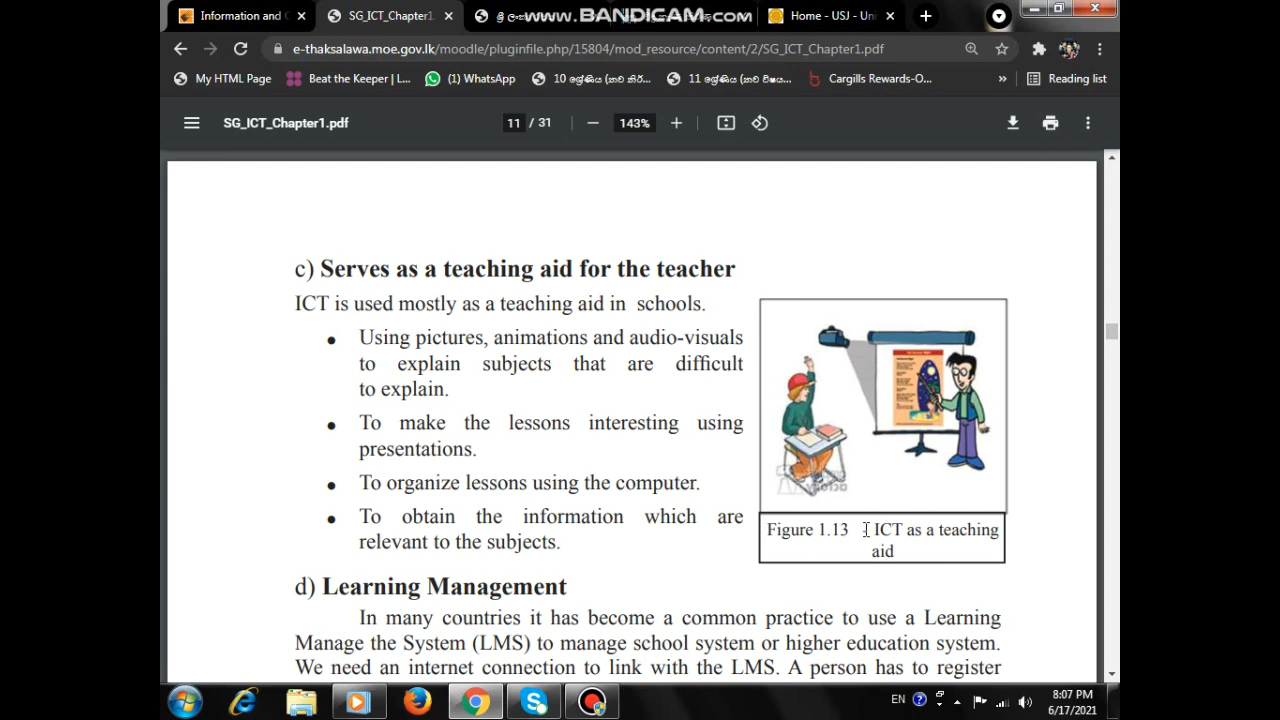 Information and
SG_ICT_Chapter1.
www.BANDICAM.com
Home - USJ - Un
e-thaksalawa.moe.gov.lk/moodle/pluginfile.php/15804/mod_resource/content/2/SG_ICT_Chapter1.pdf
My HTML Page
Beat the Keeper | L...
(1) WhatsApp
10 ශ්‍රේණිය (නව නිර්...
11 ශ්‍රේණිය (නව විෂය...
Cargills Rewards-O...
»
Reading list
SG_ICT_Chapter1.pdf
11 / 31
143%
c) Serves as a teaching aid for the teacher
ICT is used mostly as a teaching aid in schools.
• Using pictures, animations and audio-visuals
to explain subjects that are difficult
to explain.
• To make the lessons interesting using
presentations.
• To organize lessons using the computer.
• To obtain the information which are
relevant to the subjects.
Figure 1.13 - ICT as a teaching
aid
d) Learning Management
In many countries it has become a common practice to use a Learning
Manage the System (LMS) to manage school system or higher education system.
We need an internet connection to link with the LMS. A person has to register
EN
8:07 PM
6/17/2021